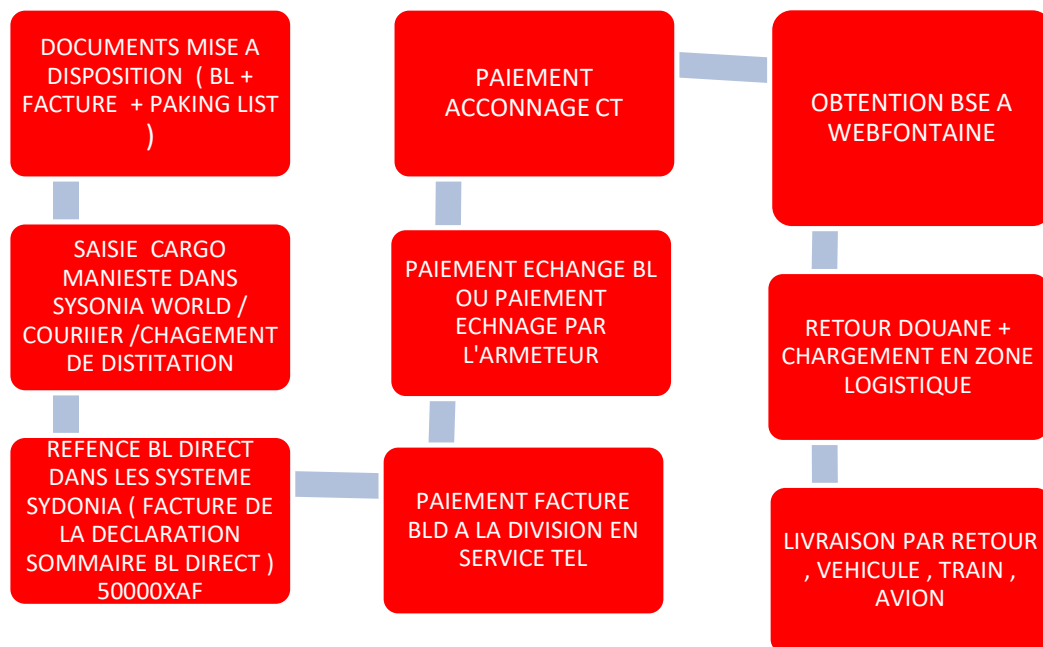 DOCUMENTS MISE A
DISPOSITION ( BL +
FACTURE + PAKING LIST
)
SAISIE CARGO
MANIESTE DANS
SYSONIA WORLD /
COURIIER /CHAGEMENT
DE DISTITATION
REFENCE BL DIRECT
DANS LES SYSTEME
SYDONIA ( FACTURE DE
LA DECLARATION
SOMMAIRE BL DIRECT )
50000XAF
PAIEMENT FACTURE
BLD A LA DIVISION EN
SERVICE TEL
PAIEMENT ECHANGE BL
OU PAIEMENT
ECHNAGE PAR
L'ARMETEUR
PAIEMENT
ACCONNAGE CT
OBTENTION BSE A
WEBFONTAINE
RETOUR DOUANE +
CHARGEMENT EN ZONE
LOGISTIQUE
LIVRAISON PAR RETOUR
, VEHICULE , TRAIN ,
AVION